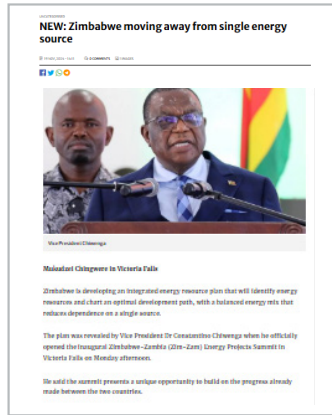 NEW: Zimbabwe moving away from single energy
source
0 COMMENTS
Vice President Chiwenga
Muleadzi Chingwere in Victoria Falls
Zimbabwe is developing an integrated energy resource plan that will identify energy
resources and chart an optimal development path, with a balanced energy mix that
reduces dependence on a single source.
The plan was revealed by Vice President Dr Constantino Chiwenga when he officially
opened the inaugural Zimbabwe-Zambia (Zim-Zam) Energy Projects Summit in
Victoria Falls on Monday afternoon.
He said the summit presents a unique opportunity to build on the progress already
made between the two countries.